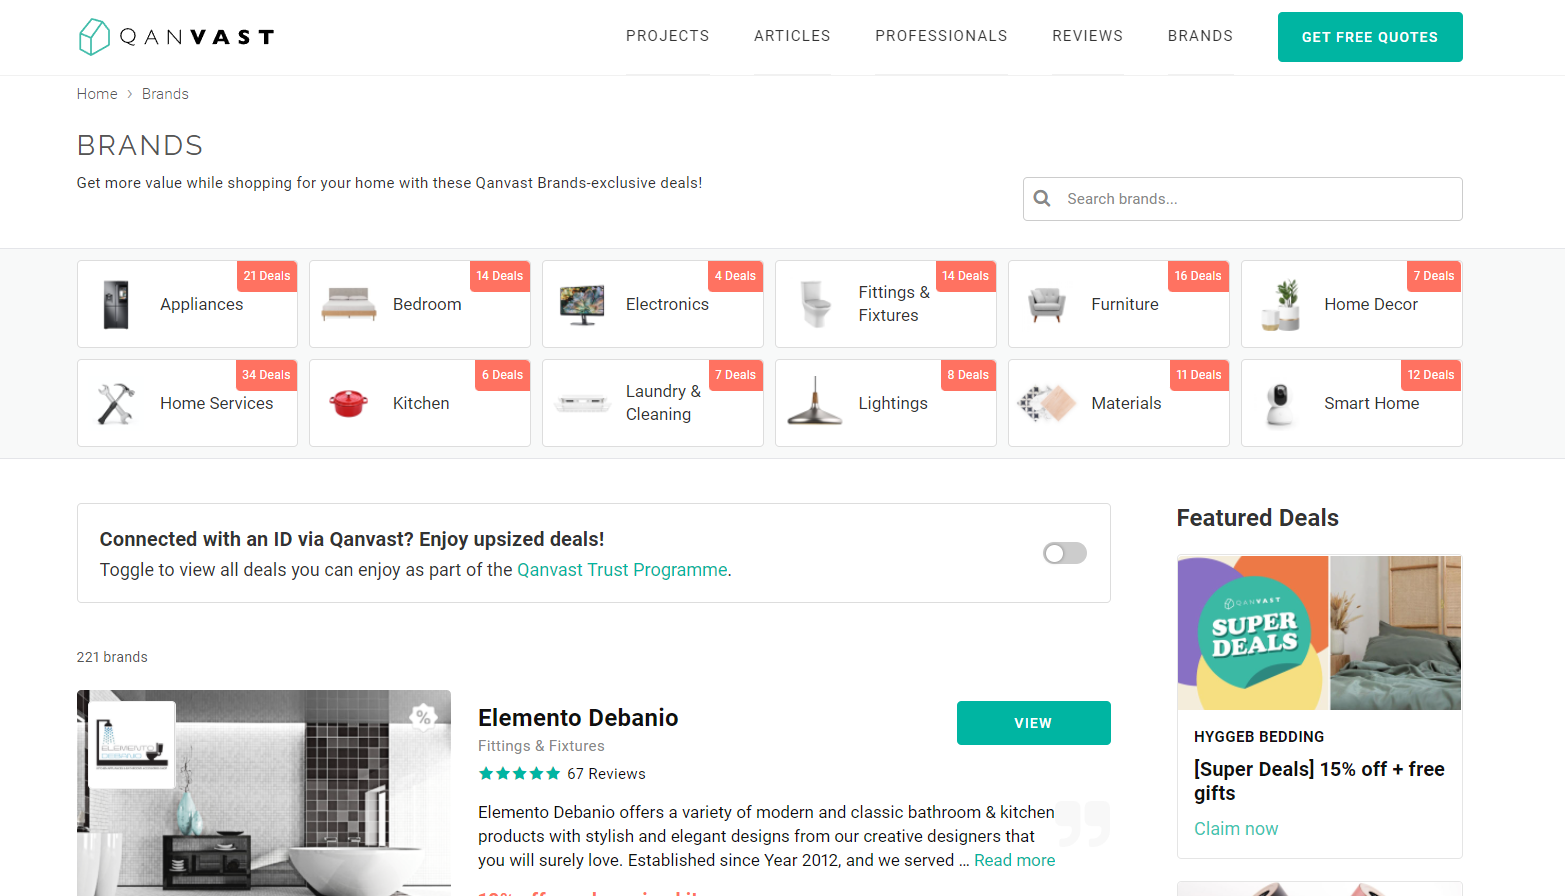 QANVAST
PROJECTS
ARTICLES
PROFESSIONALS
REVIEWS
BRANDS
GET FREE QUOTES
Home > Brands
BRANDS
Get more value while shopping for your home with these Qanvast Brands-exclusive deals!
Search brands...
21 Deals
Appliances
14 Deals
Bedroom
4 Deals
Electronics
14 Deals
Fittings &
Fixtures
16 Deals
Furniture
7 Deals
Home Decor
34 Deals
Home Services
6 Deals
Kitchen
7 Deals
Laundry &
Cleaning
8 Deals
Lightings
11 Deals
Materials
12 Deals
Smart Home
Connected with an ID via Qanvast? Enjoy upsized deals!
Toggle to view all deals you can enjoy as part of the Qanvast Trust Programme.
221 brands
ELEMENTO
DEBANIO
%
Elemento Debanio
Fittings & Fixtures
67 Reviews
VIEW
Elemento Debanio offers a variety of modern and classic bathroom & kitchen
products with stylish and elegant designs from our creative designers that
you will surely love. Established since Year 2012, and we served ... Read more
Featured Deals
QANVAST
SUPER
DEALS
HYGGEB BEDDING
[Super Deals] 15% off + free
gifts
Claim now